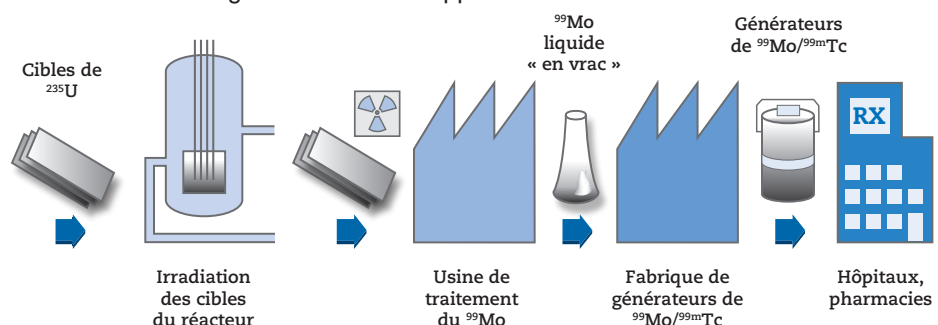 ⁹⁹Mo
liquide
« en vrac »
Générateurs
de ⁹⁹Mo/⁹⁹ᵐTc
Cibles de
²³⁵U
RX
Irradiation
des cibles
du réacteur
Usine de
traitement
du ⁹⁹Mo
Fabrique de
générateurs de
⁹⁹Mo/⁹⁹ᵐTc
Hôpitaux,
pharmacies